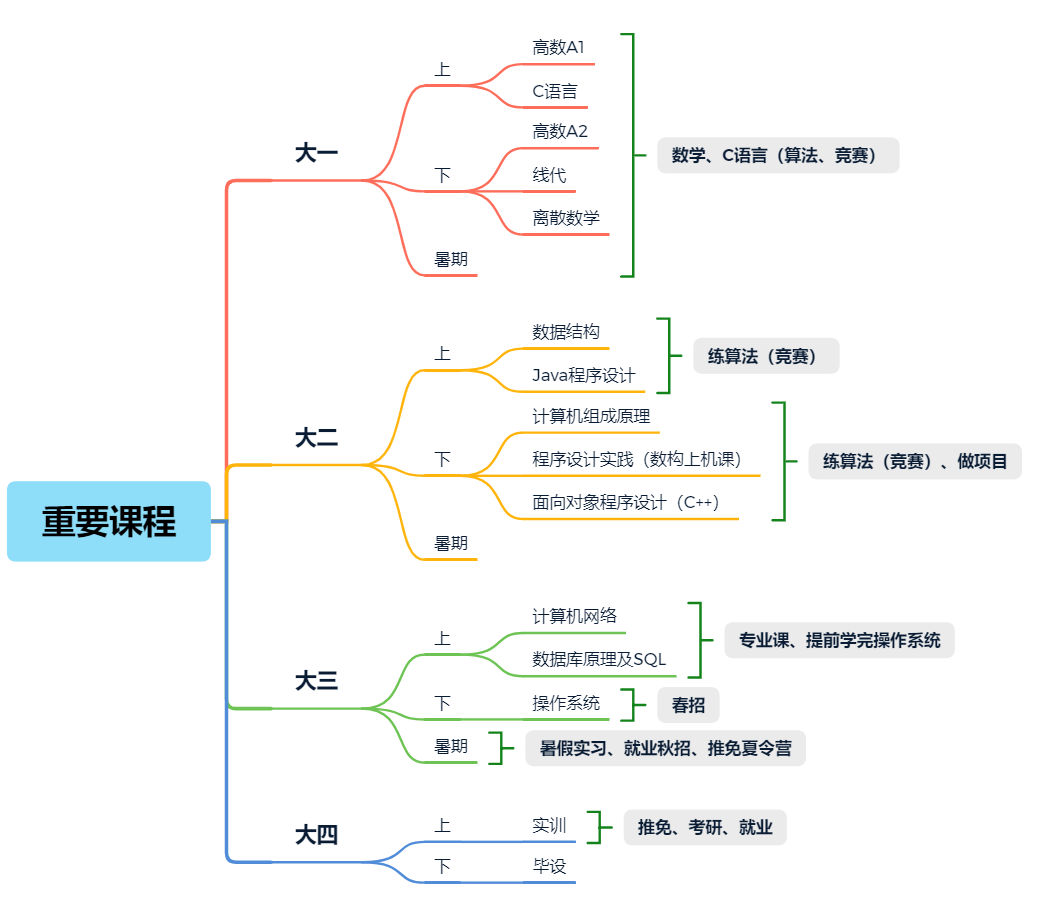 重要课程
大一
上
高数A1
C语言
下
高数A2
线代
离散数学
暑期
数学、C语言（算法、竞赛）
大二
上
数据结构
Java程序设计
练算法（竞赛）
下
计算机组成原理
程序设计实践（数构上机课）
面向对象程序设计（C++）
练算法（竞赛）、做项目
暑期
大三
上
计算机网络
数据库原理及SQL
专业课、提前学完操作系统
下
操作系统
春招
暑期
暑假实习、就业秋招、推免夏令营
大四
上
实训
推免、考研、就业
下
毕设